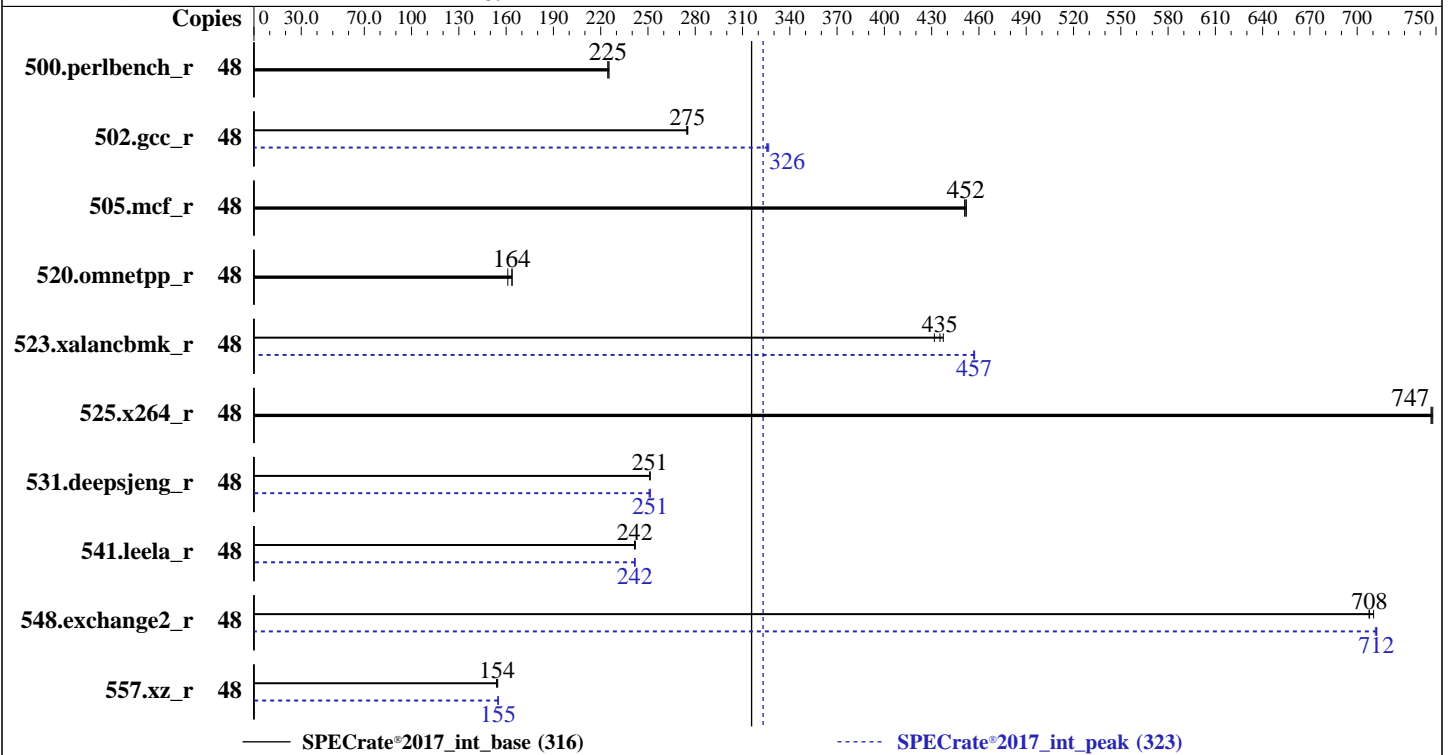 Copies 0 30.0 70.0 100 130 160 190 220 250 280 310 340 370 400 430 460 490 520 550 580 610 640 670 700 750
500.perlbench_r 48 225
502.gcc_r 48 275
326
505.mcf_r 48 452
520.omnetpp_r 48 164
523.xalancbmk_r 48 435
457
525.x264_r 48 747
531.deepsjeng_r 48 251
251
541.leela_r 48 242
242
548.exchange2_r 48 708
712
557.xz_r 48 154
155
SPECrate®2017_int_base (316) SPECrate®2017_int_peak (323)